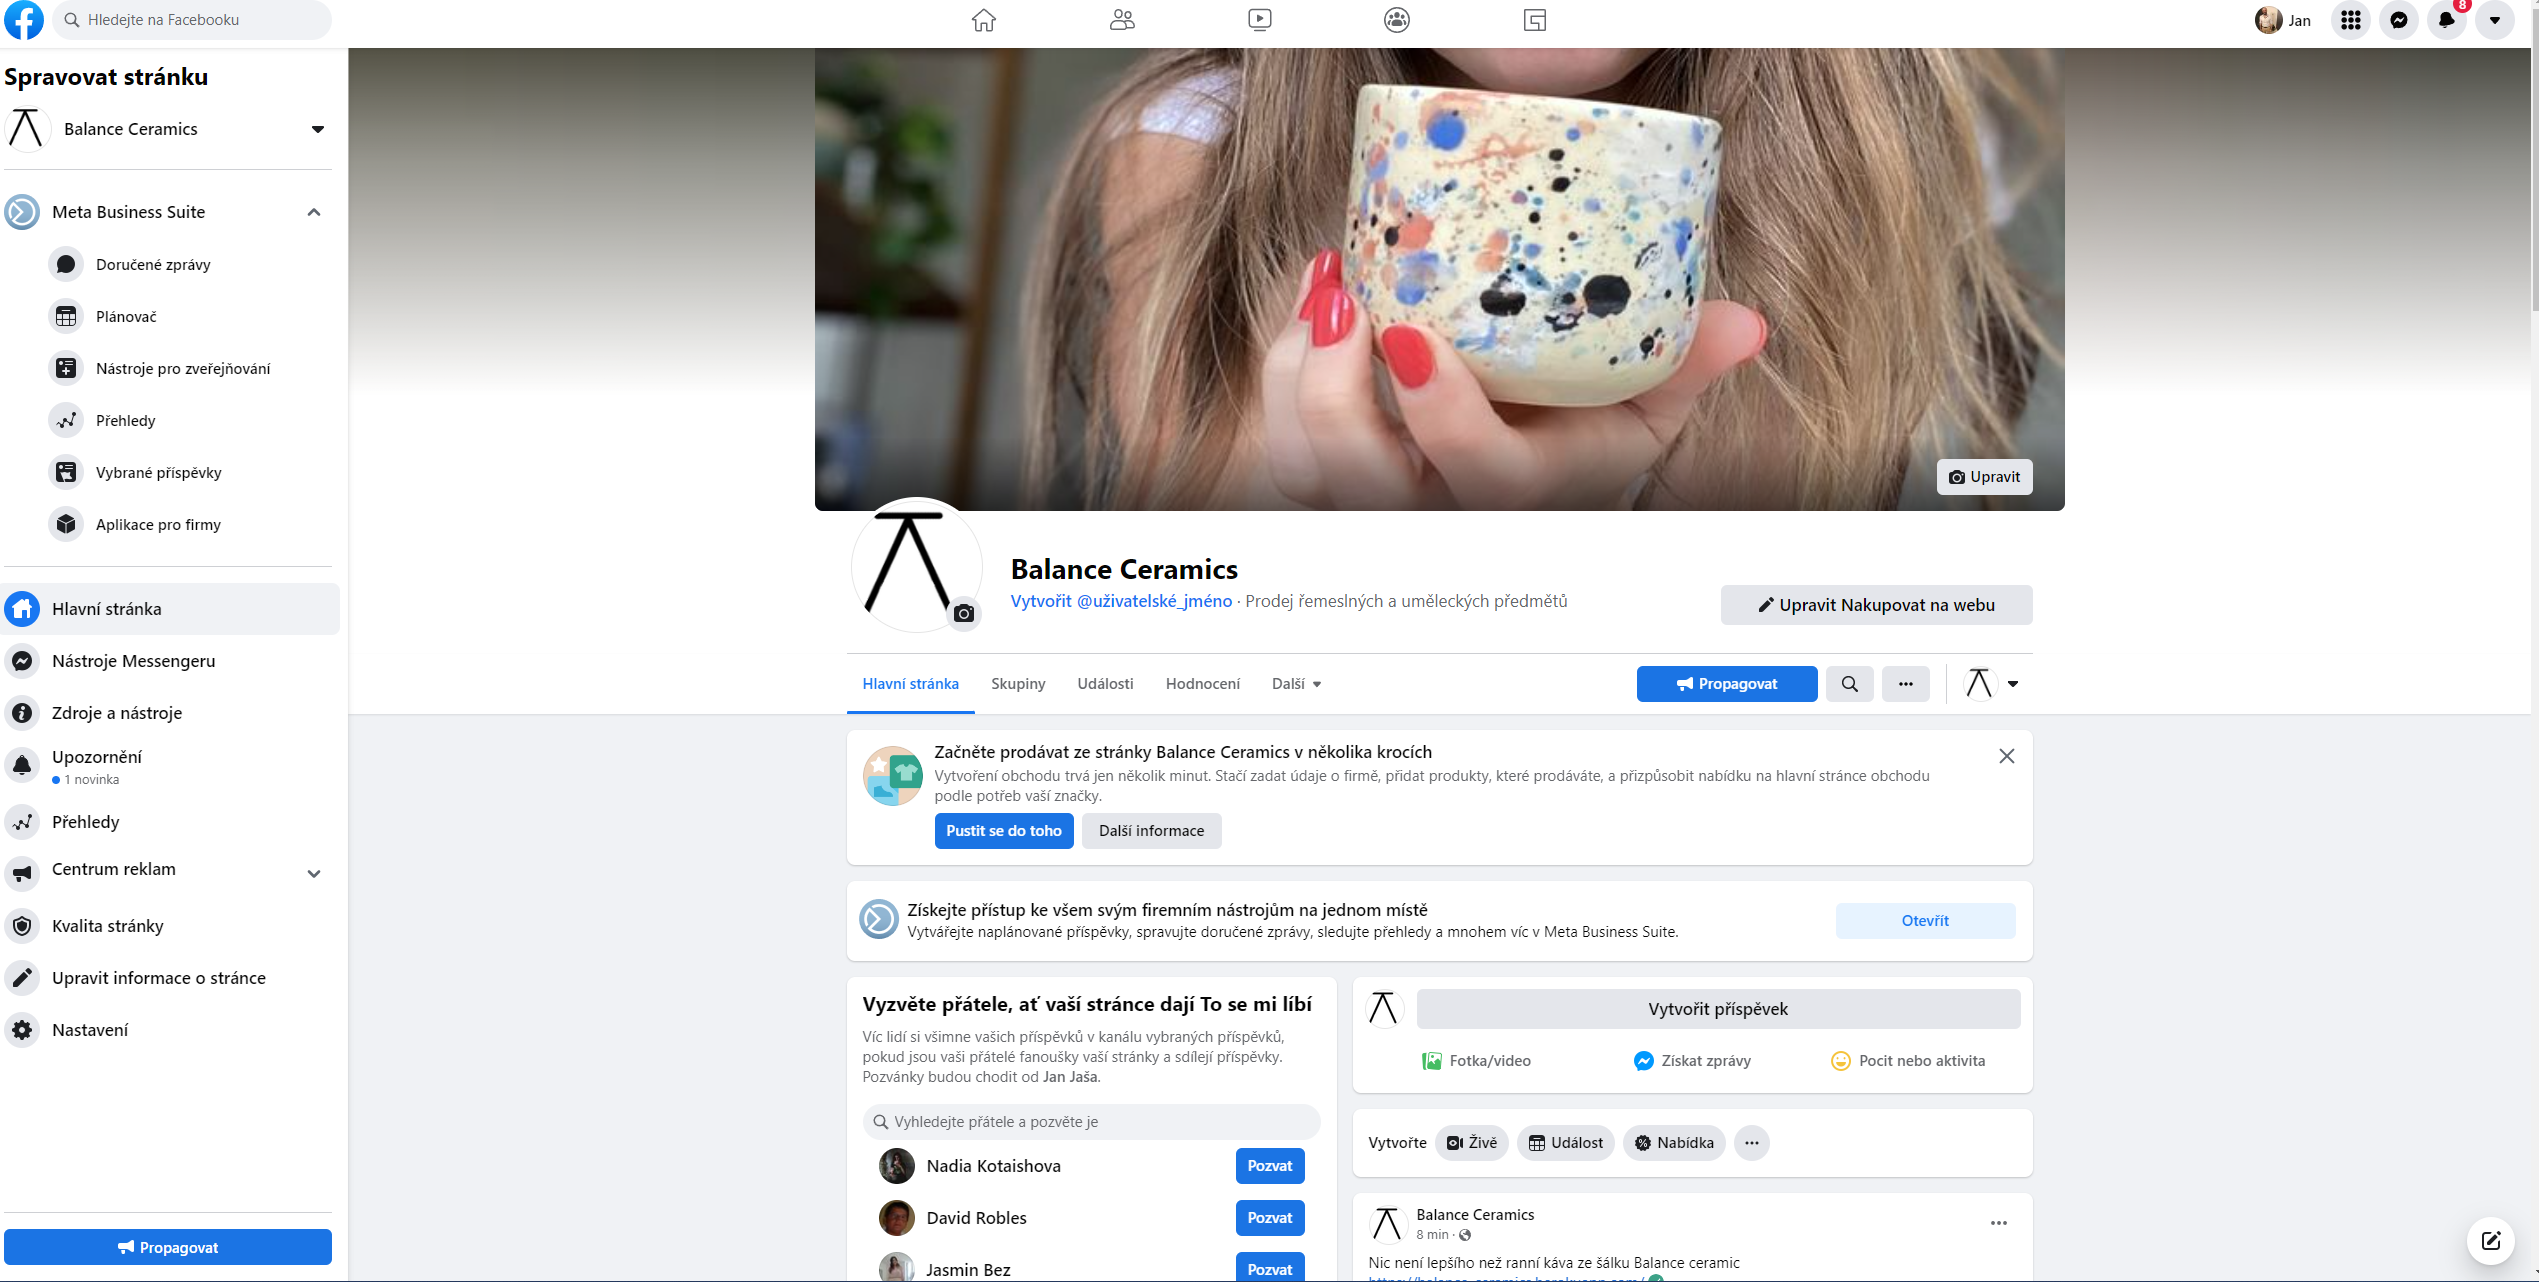 Hledejte na Facebooku
Jan
8
Spravovat stránku
Balance Ceramics
Meta Business Suite
Doručené zprávy
Plánovač
Nástroje pro zveřejňování
Přehledy
Vybrané příspěvky
Aplikace pro firmy
Hlavní stránka
Nástroje Messengeru
Zdroje a nástroje
Upozornění
1 novinka
Přehledy
Centrum reklam
Kvalita stránky
Upravit informace o stránce
Nastavení
Propagovat
Upravit
Balance Ceramics
Vytvořit @uživatelské_jméno · Prodej řemeslných a uměleckých předmětů
Upravit Nakupovat na webu
Hlavní stránka
Skupiny
Události
Hodnocení
Další
Propagovat
Začněte prodávat ze stránky Balance Ceramics v několika krocích
Vytvoření obchodu trvá jen několik minut. Stačí zadat údaje o firmě, přidat produkty, které prodáváte, a přizpůsobit nabídku na hlavní stránce obchodu
podle potřeb vaší značky.
Pustit se do toho
Další informace
Získejte přístup ke všem svým firemním nástrojům na jednom místě
Vytvářejte naplánované příspěvky, spravujte doručené zprávy, sledujte přehledy a mnohem víc v Meta Business Suite.
Otevřít
Vyzvěte přátele, ať vaší stránce dají To se mi líbí
Víc lidí si všimne vašich příspěvků v kanálu vybraných příspěvků,
pokud jsou vaši přátelé fanoušky vaší stránky a sdílejí příspěvky.
Pozvánky budou chodit od Jan Jaša.
Vyhledejte přátele a pozvěte je
Nadia Kotaishova
Pozvat
David Robles
Pozvat
Jasmin Bez
Pozvat
Vytvořit příspěvek
Fotka/video
Získat zprávy
Pocit nebo aktivita
Vytvořte
Živě
Událost
Nabídka
Balance Ceramics
8 min ·
Nic není lepšího než ranní káva ze šálku Balance ceramic